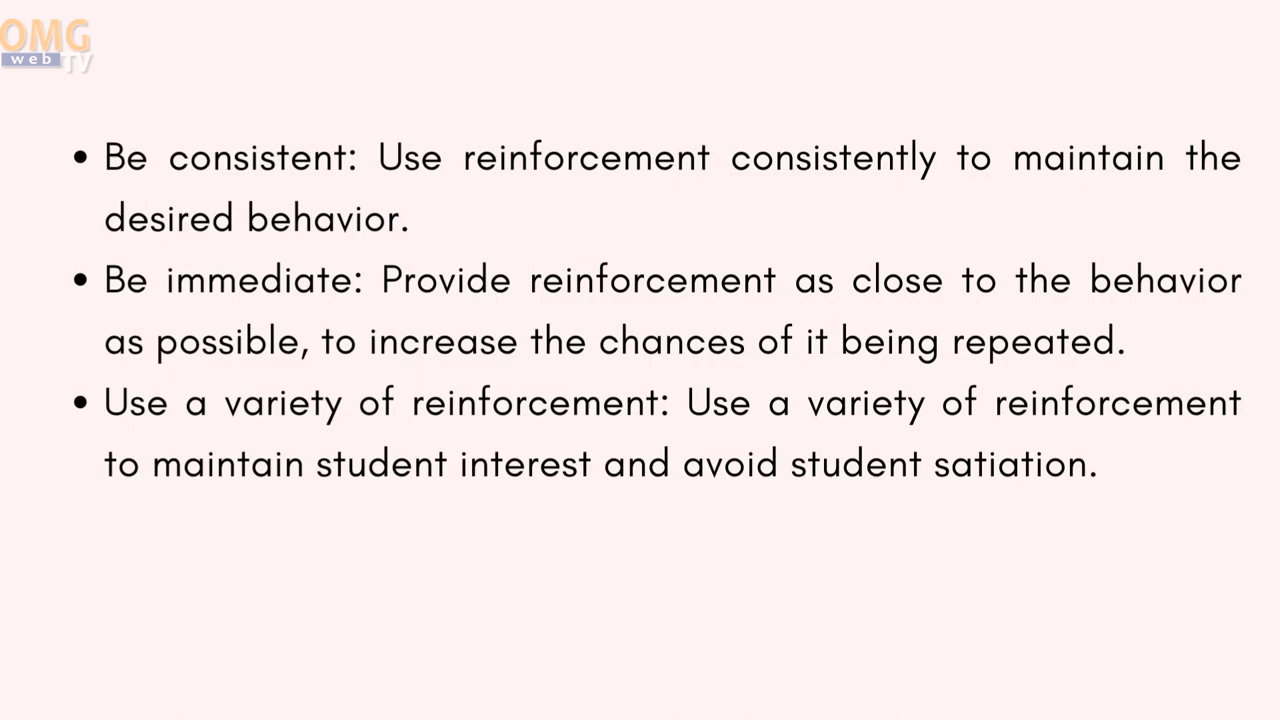 OMG
web TV
• Be consistent: Use reinforcement consistently to maintain the
desired behavior.
• Be immediate: Provide reinforcement as close to the behavior
as possible, to increase the chances of it being repeated.
• Use a variety of reinforcement: Use a variety of reinforcement
to maintain student interest and avoid student satiation.